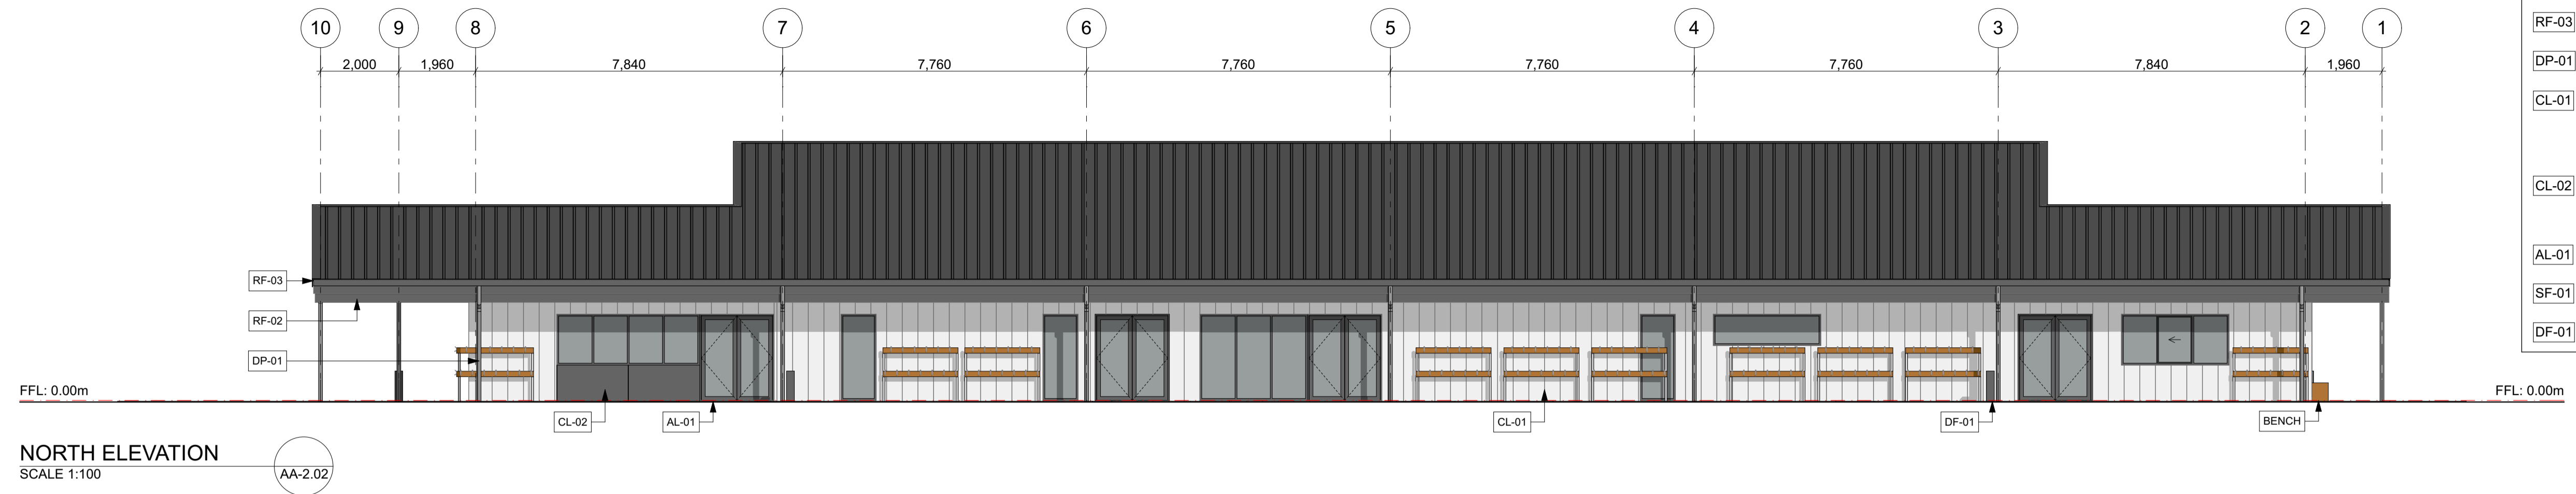 10 9 8 7 6 5 4 3 2 1
2,000 1,960 7,840 7,760 7,760 7,760 7,760 7,840 1,960
RF-03
DP-01
CL-01
CL-02
AL-01
SF-01
DF-01
RF-03
RF-02
DP-01
FFL: 0.00m
FFL: 0.00m
CL-02
AL-01
CL-01
DF-01
BENCH
NORTH ELEVATION
SCALE 1:100
AA-2.02